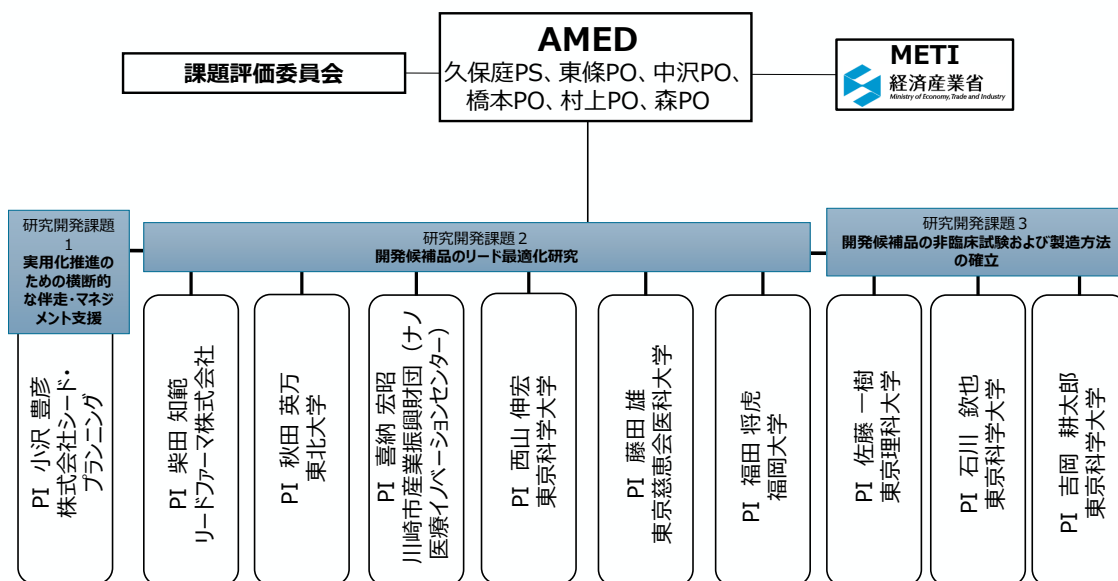 課題評価委員会
AMED
久保庭PS、東條PO、中沢PO、
橋本PO、村上PO、森PO
METI
経済産業省
Ministry of Economy, Trade and Industry
研究開発課題
1
実用化推進の
ための横断的
な伴走・マネジ
メント支援
研究開発課題２
開発候補品のリード最適化研究
研究開発課題３
開発候補品の非臨床試験および製造方法
の確立
PI 小沢 豊彦
株式会社シード・
プランニング
PI 柴田 知範
リードファーマ株式会社
PI 秋田 英万
東北大学
PI 喜納 宏昭
川崎市産業振興財団（ナノ
医療イノベーションセンター）
PI 西山 伸宏
東京科学大学
PI 藤田 雄
東京慈恵会医科大学
PI 福田 将虎
福岡大学
PI 佐藤 一樹
東京理科大学
PI 石川 欽也
東京科学大学
PI 吉岡 耕太郎
東京科学大学